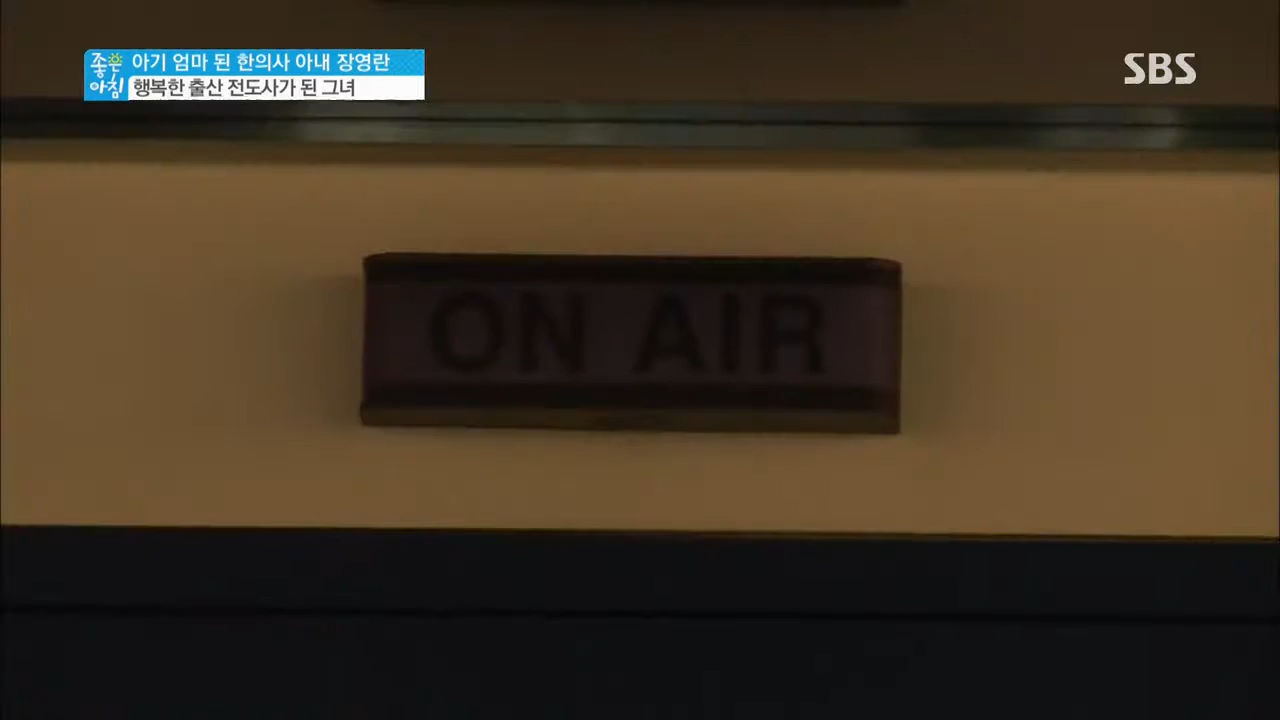 좋은
아침
아기 엄마 된 한의사 아내 장영란
행복한 출산 전도사가 된 그녀
SBS
ON AIR